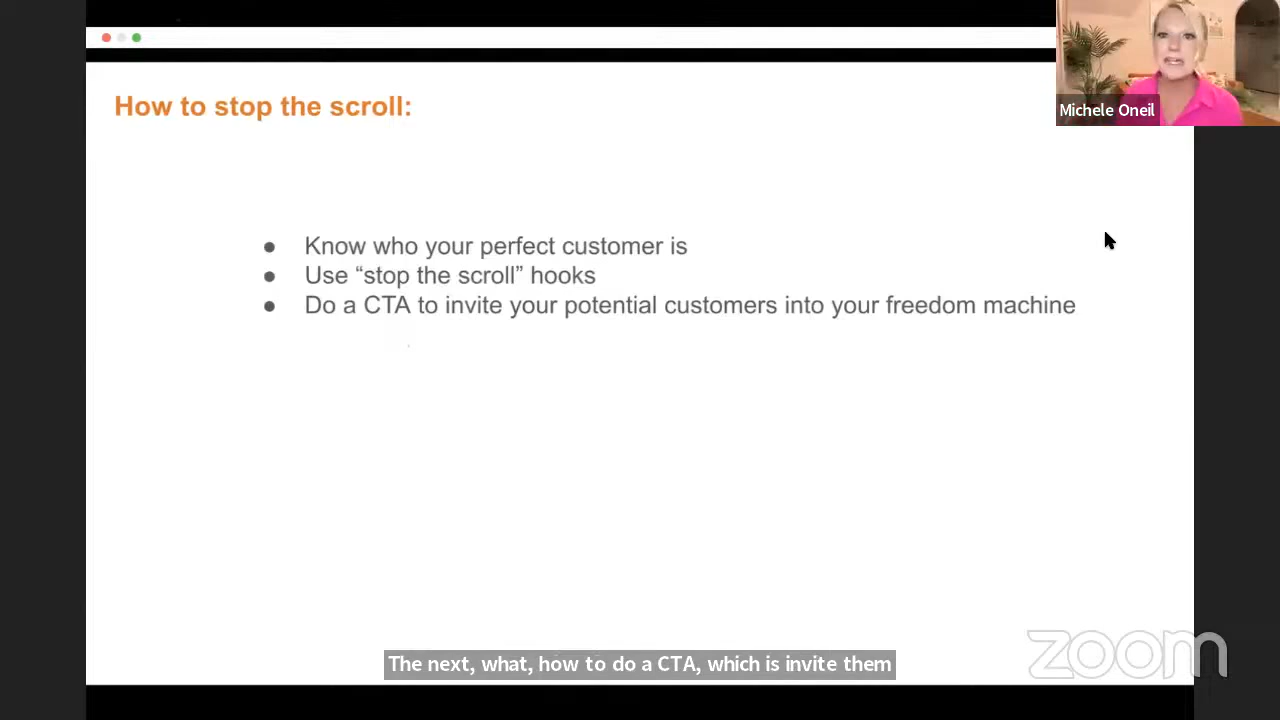 How to stop the scroll:
Michele Oneil
● Know who your perfect customer is
● Use “stop the scroll” hooks
● Do a CTA to invite your potential customers into your freedom machine
The next, what, how to do a CTA, which is invite them
zoom